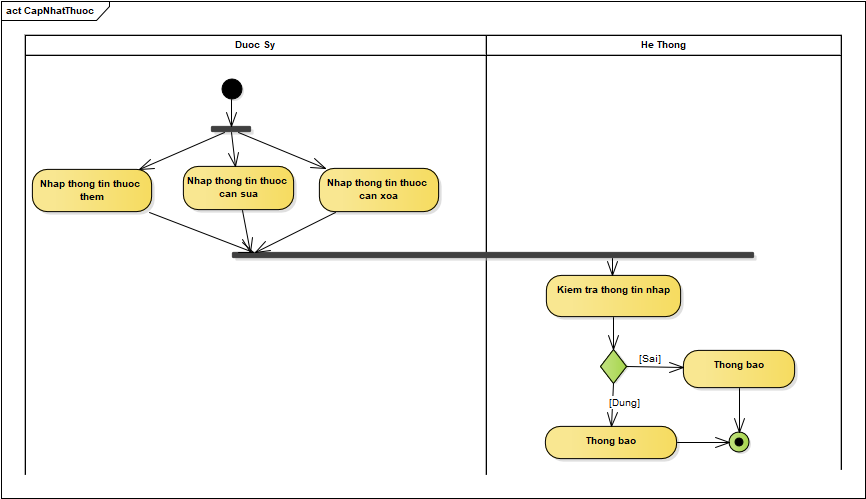 act CapNhatThuoc
Duoc Sy
He Thong
Nhap thong tin thuoc
them
Nhap thong tin thuoc
can sua
Nhap thong tin thuoc
can xoa
Kiem tra thong tin nhap
[Sai]
Thong bao
[Dung]
Thong bao